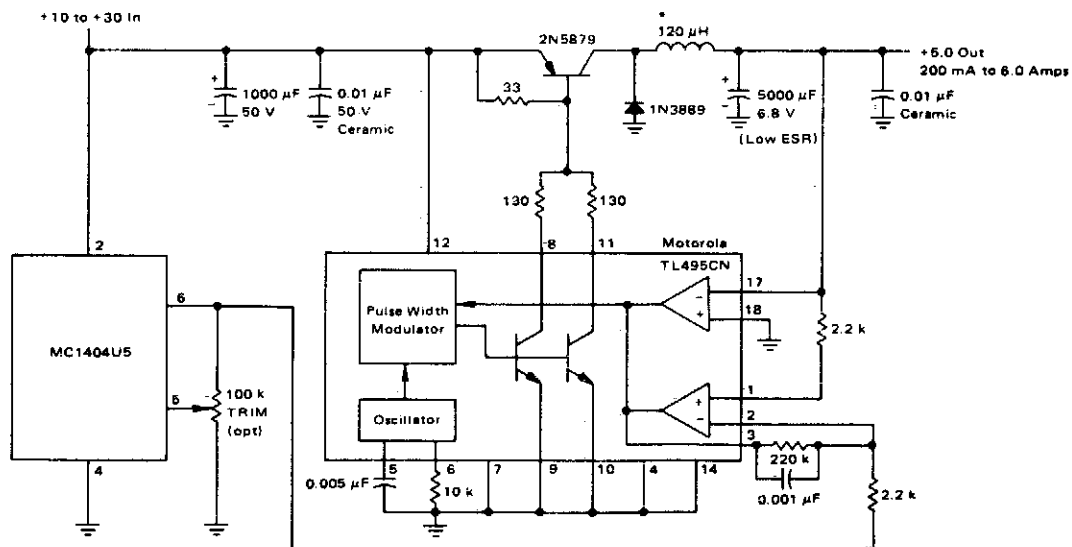 +10 to +30 In
2N5879
*
120 µH
+5.0 Out
200 mA to 6.0 Amps
33
+
1000 µF
−
50 V
0.01 µF
50 V
Ceramic
1N3889
+
5000 µF
−
6.8 V
(Low ESR)
0.01 µF
Ceramic
130
130
2
12
8
11
Motorola
TL495CN
MC1404U5
6
5
4
100 k
TRIM
(opt)
Pulse Width
Modulator
Oscillator
−
+
17
18
2.2 k
+
−
1
2
3
220 k
0.001 µF
2.2 k
5
6
7
9
10
4
14
0.005 µF
10 k